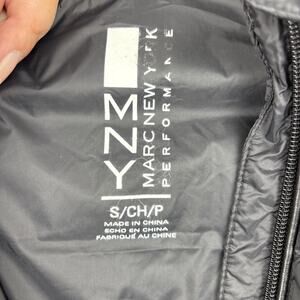 MNY
MARC NEW YORK
PERFORMANCE
S/CH/P
MADE IN CHINA
ECHO EN CHINA
FABRIQUÉ AU CHINE